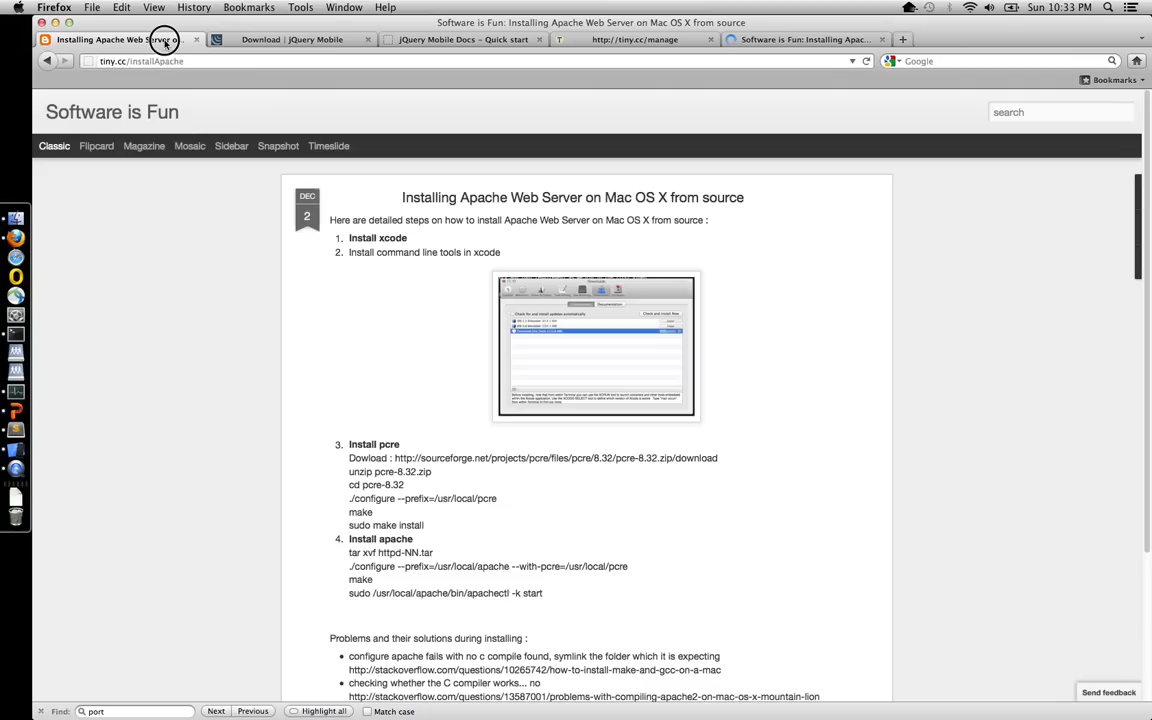 Firefox File Edit View History Bookmarks Tools Window Help Sun 10:33 PM
Software is Fun: Installing Apache Web Server on Mac OS X from source
Installing Apache Web Server o... Download | jQuery Mobile jQuery Mobile Docs - Quick start http://tiny.cc/manage Software is Fun: Installing Apac...
tiny.cc/installApache Google
Bookmarks
Software is Fun
search
Classic Flipcard Magazine Mosaic Sidebar Snapshot Timeslide
DEC
2
Installing Apache Web Server on Mac OS X from source
Here are detailed steps on how to install Apache Web Server on Mac OS X from source :
1. Install xcode
2. Install command line tools in xcode
3. Install pcre
Dowload : http://sourceforge.net/projects/pcre/files/pcre/8.32/pcre-8.32.zip/download
unzip pcre-8.32.zip
cd pcre-8.32
./configure --prefix=/usr/local/pcre
make
sudo make install
4. Install apache
tar xvf httpd-NN.tar
./configure --prefix=/usr/local/apache --with-pcre=/usr/local/pcre
make
sudo /usr/local/apache/bin/apachectl -k start
Problems and their solutions during installing :
• configure apache fails with no c compile found, symlink the folder which it is expecting
http://stackoverflow.com/questions/10265742/how-to-install-make-and-gcc-on-a-mac
• checking whether the C compiler works... no
http://stackoverflow.com/questions/13587001/problems-with-compiling-apache2-on-mac-os-x-mountain-lion
Send feedback
Find: port Next Previous Highlight all Match case